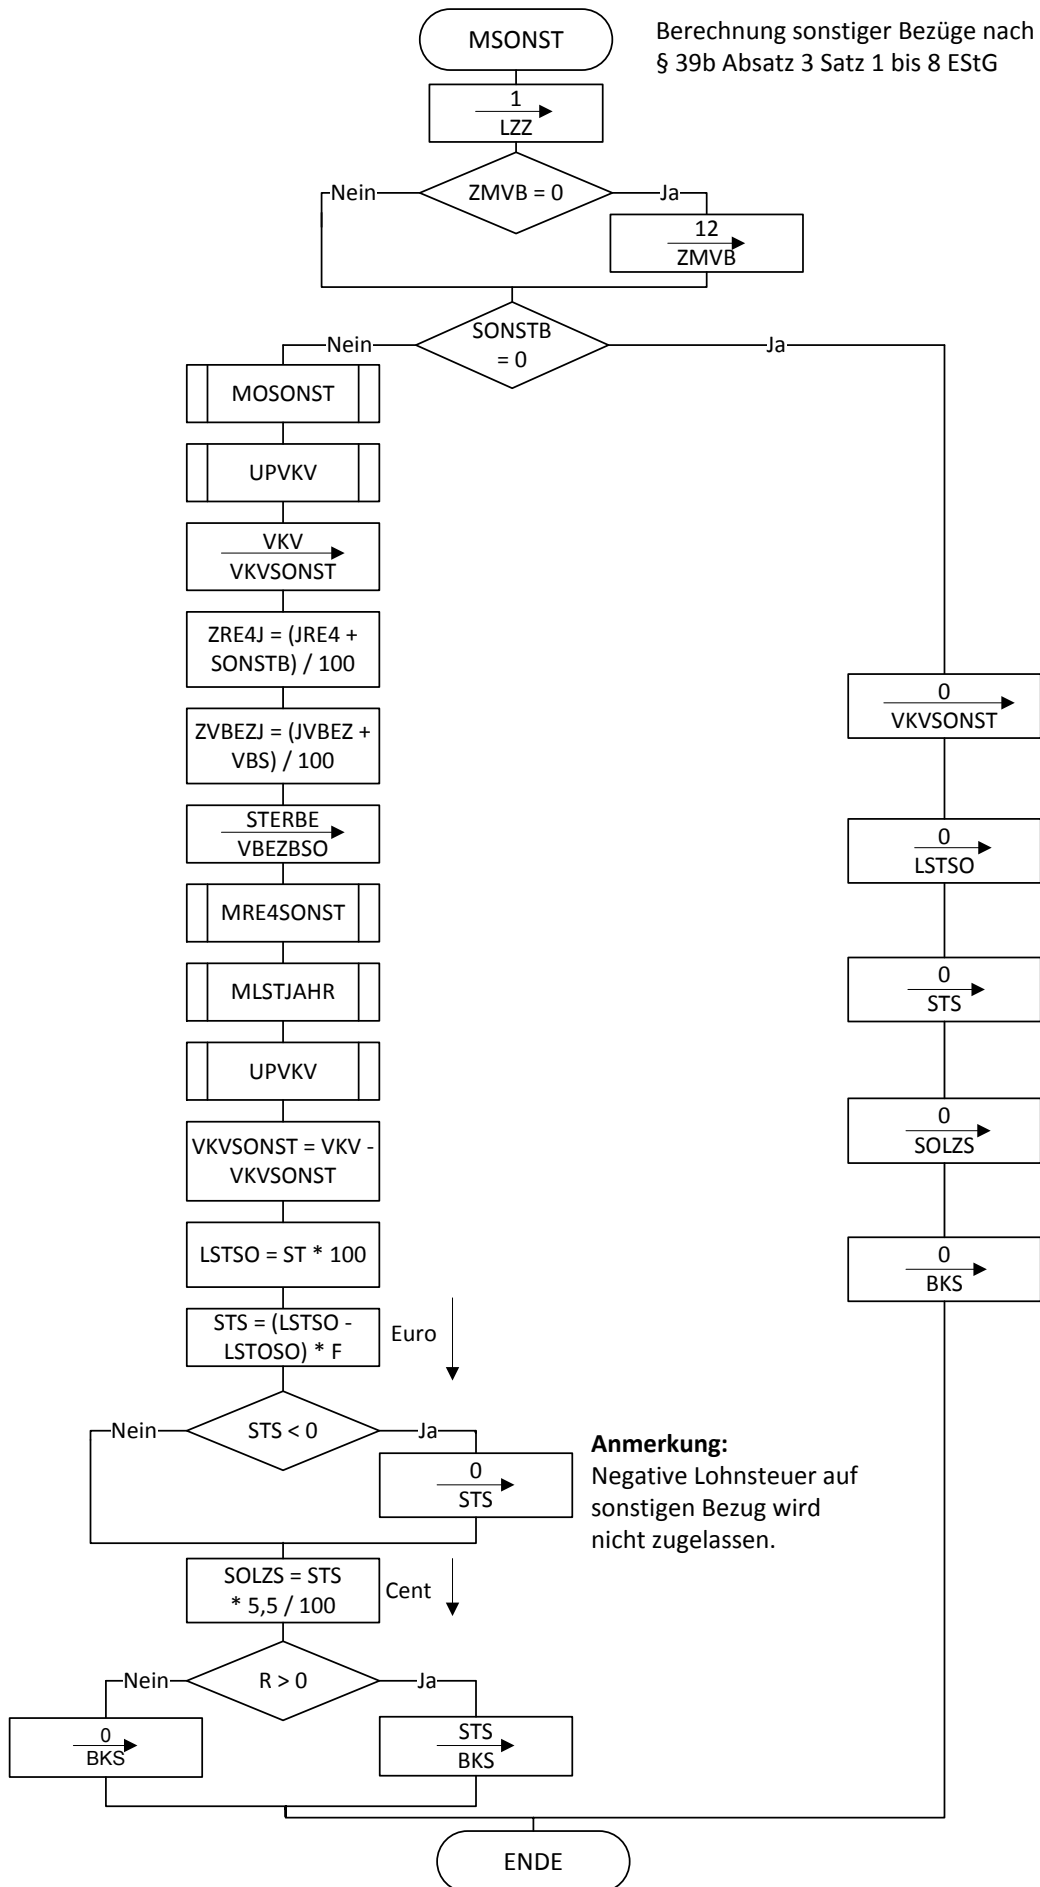 MSONST
Berechnung sonstiger Bezüge nach
§ 39b Absatz 3 Satz 1 bis 8 EStG
1
LZZ
Nein
ZMVB = 0
Ja
12
ZMVB
SONSTB
= 0
Nein
Ja
MOSONST
UPVKV
VKV
VKVSONST
ZRE4J = (JRE4 +
SONSTB) / 100
ZVBEZJ = (JVBEZ +
VBS) / 100
STERBE
VBEZBSO
MRE4SONST
MLSTJAHR
UPVKV
VKVSONST = VKV -
VKVSONST
LSTSO = ST * 100
STS = (LSTSO -
LSTOSO) * F
Euro
Nein
STS < 0
Ja
0
STS
Anmerkung:
Negative Lohnsteuer auf
sonstigen Bezug wird
nicht zugelassen.
SOLZS = STS
* 5,5 / 100
Cent
Nein
R > 0
Ja
0
BKS
STS
BKS
0
VKVSONST
0
LSTSO
0
STS
0
SOLZS
0
BKS
ENDE